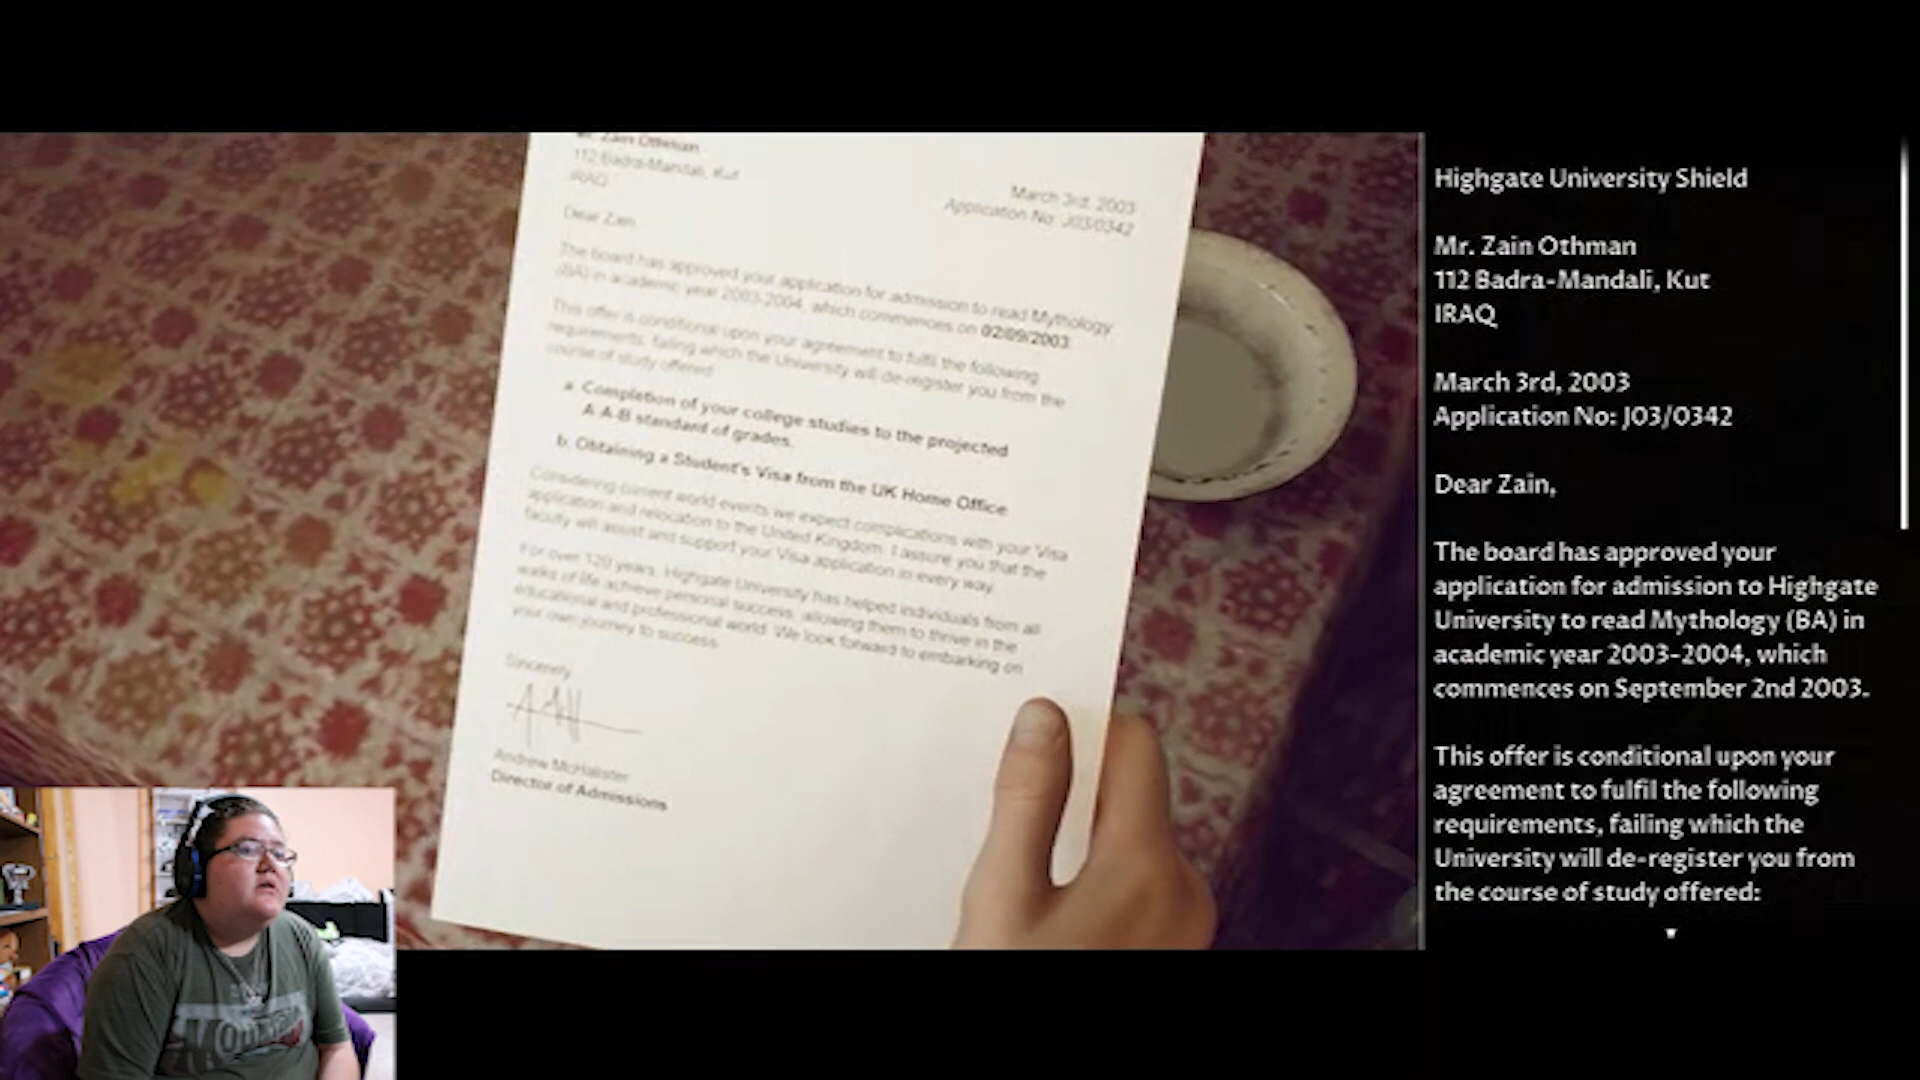 Mr. Zain Othman
112 Badra-Mandali, Kut
IRAQ
March 3rd, 2003
Application No: J03/0342
Dear Zain,
The board has approved your application for admission to read Mythology
(BA) in academic year 2003-2004, which commences on 02/09/2003.
This offer is conditional upon your agreement to fulfil the following
requirements, failing which the University will de-register you from the
course of study offered:
a. Completion of your college studies to the projected
A-A-B standard of grades.
b. Obtaining a Student's Visa from the UK Home Office.
Considering current world events we expect complications with your Visa
application and relocation to the United Kingdom. I assure you that the
faculty will assist and support your Visa application in every way.
For over 120 years, Highgate University has helped individuals from all
walks of life achieve personal success, allowing them to thrive in the
educational and professional world. We look forward to embarking on
your own journey to success.
Sincerely
Andrew
Director of Admissions
Highgate University Shield
Mr. Zain Othman
112 Badra-Mandali, Kut
IRAQ
March 3rd, 2003
Application No: J03/0342
Dear Zain,
The board has approved your
application for admission to Highgate
University to read Mythology (BA) in
academic year 2003-2004, which
commences on September 2nd 2003.
This offer is conditional upon your
agreement to fulfil the following
requirements, failing which the
University will de-register you from
the course of study offered: